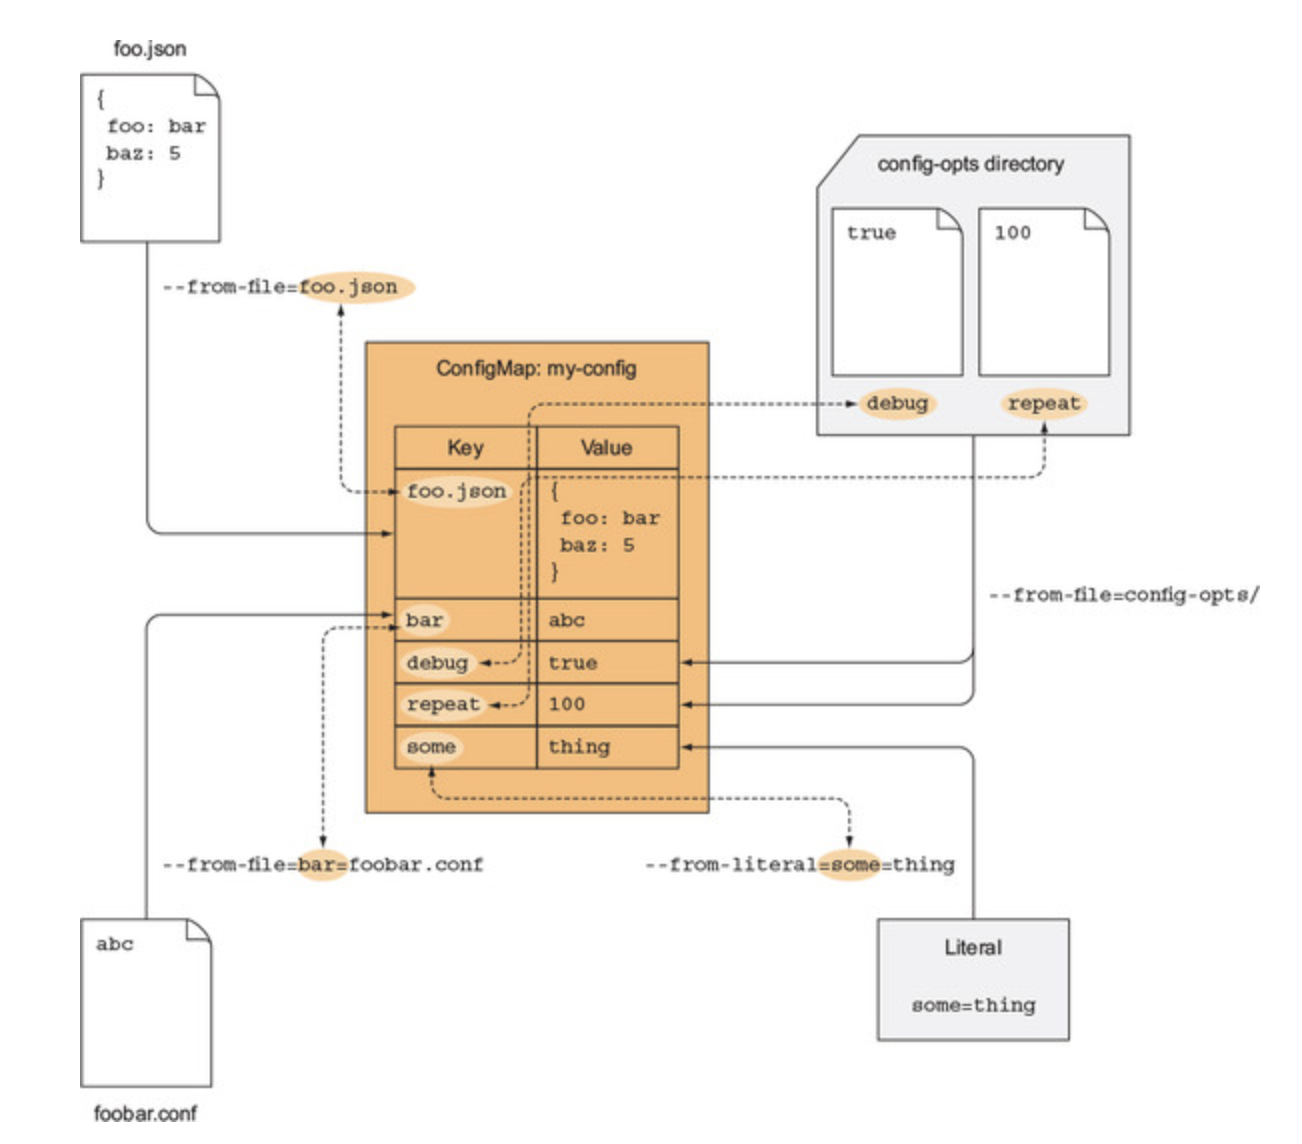 foo.json
{
foo: bar
baz: 5
}
--from-file=foo.json
config-opts directory
true
100
debug
repeat
ConfigMap: my-config
Key
Value
foo.json
{
foo: bar
baz: 5
}
bar
abc
debug
true
repeat
100
some
thing
--from-file=config-opts/
--from-file=bar=foobar.conf
--from-literal=some=thing
abc
foobar.conf
Literal
some=thing